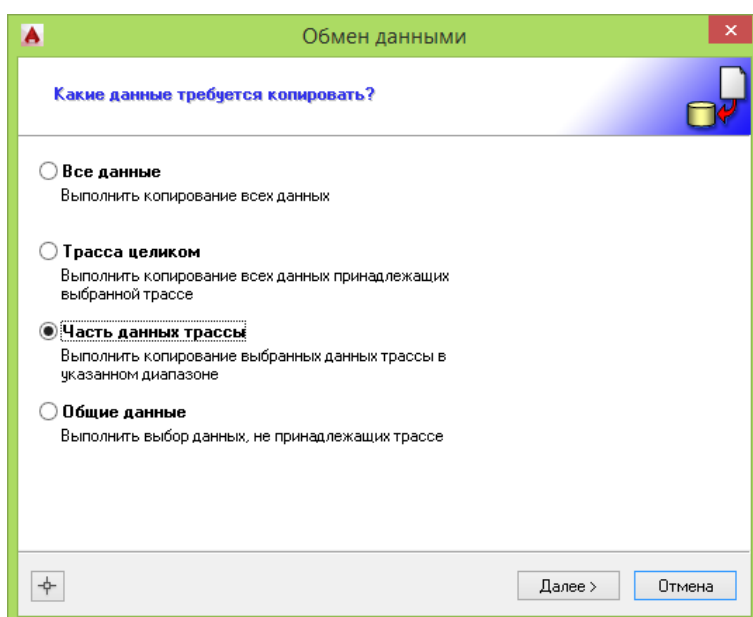 Обмен данными
Какие данные требуется копировать?
Все данные
Выполнить копирование всех данных
Трасса целиком
Выполнить копирование всех данных принадлежащих
выбранной трассе
Часть данных трассы
Выполнить копирование выбранных данных трассы в
указанном диапазоне
Общие данные
Выполнить выбор данных, не принадлежащих трассе
Далее >
Отмена